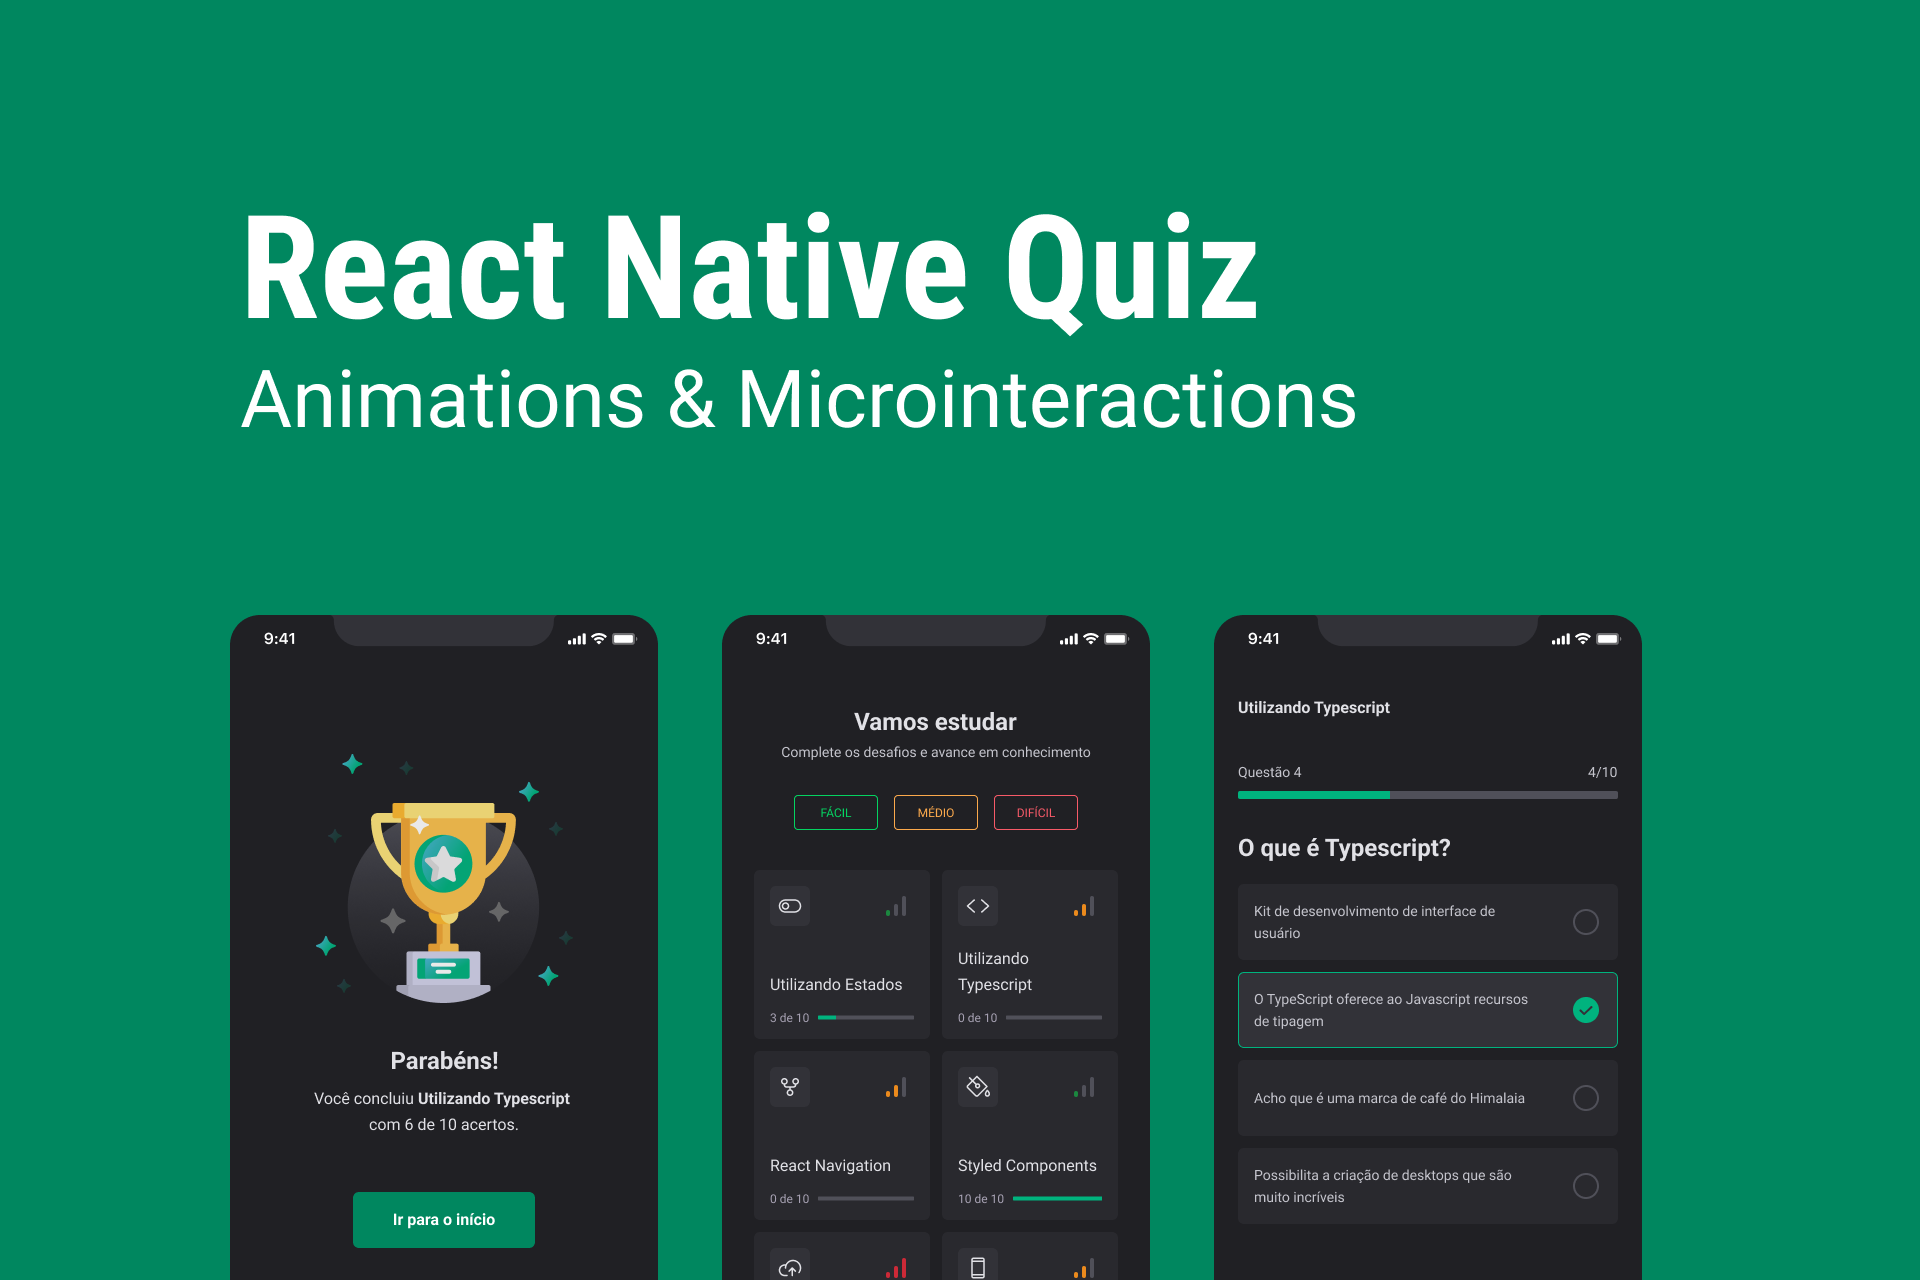 React Native Quiz
Animations & Microinteractions
9:41
Parabéns!
Você concluiu Utilizando Typescript
com 6 de 10 acertos.
Ir para o início
9:41
Vamos estudar
Complete os desafios e avance em conhecimento
FÁCIL
MÉDIO
DIFÍCIL
Utilizando Estados
3 de 10
Utilizando
Typescript
0 de 10
React Navigation
0 de 10
Styled Components
10 de 10
9:41
Utilizando Typescript
Questão 4
4/10
O que é Typescript?
Kit de desenvolvimento de interface de
usuário
O TypeScript oferece ao Javascript recursos
de tipagem
Acho que é uma marca de café do Himalaia
Possibilita a criação de desktops que são
muito incríveis